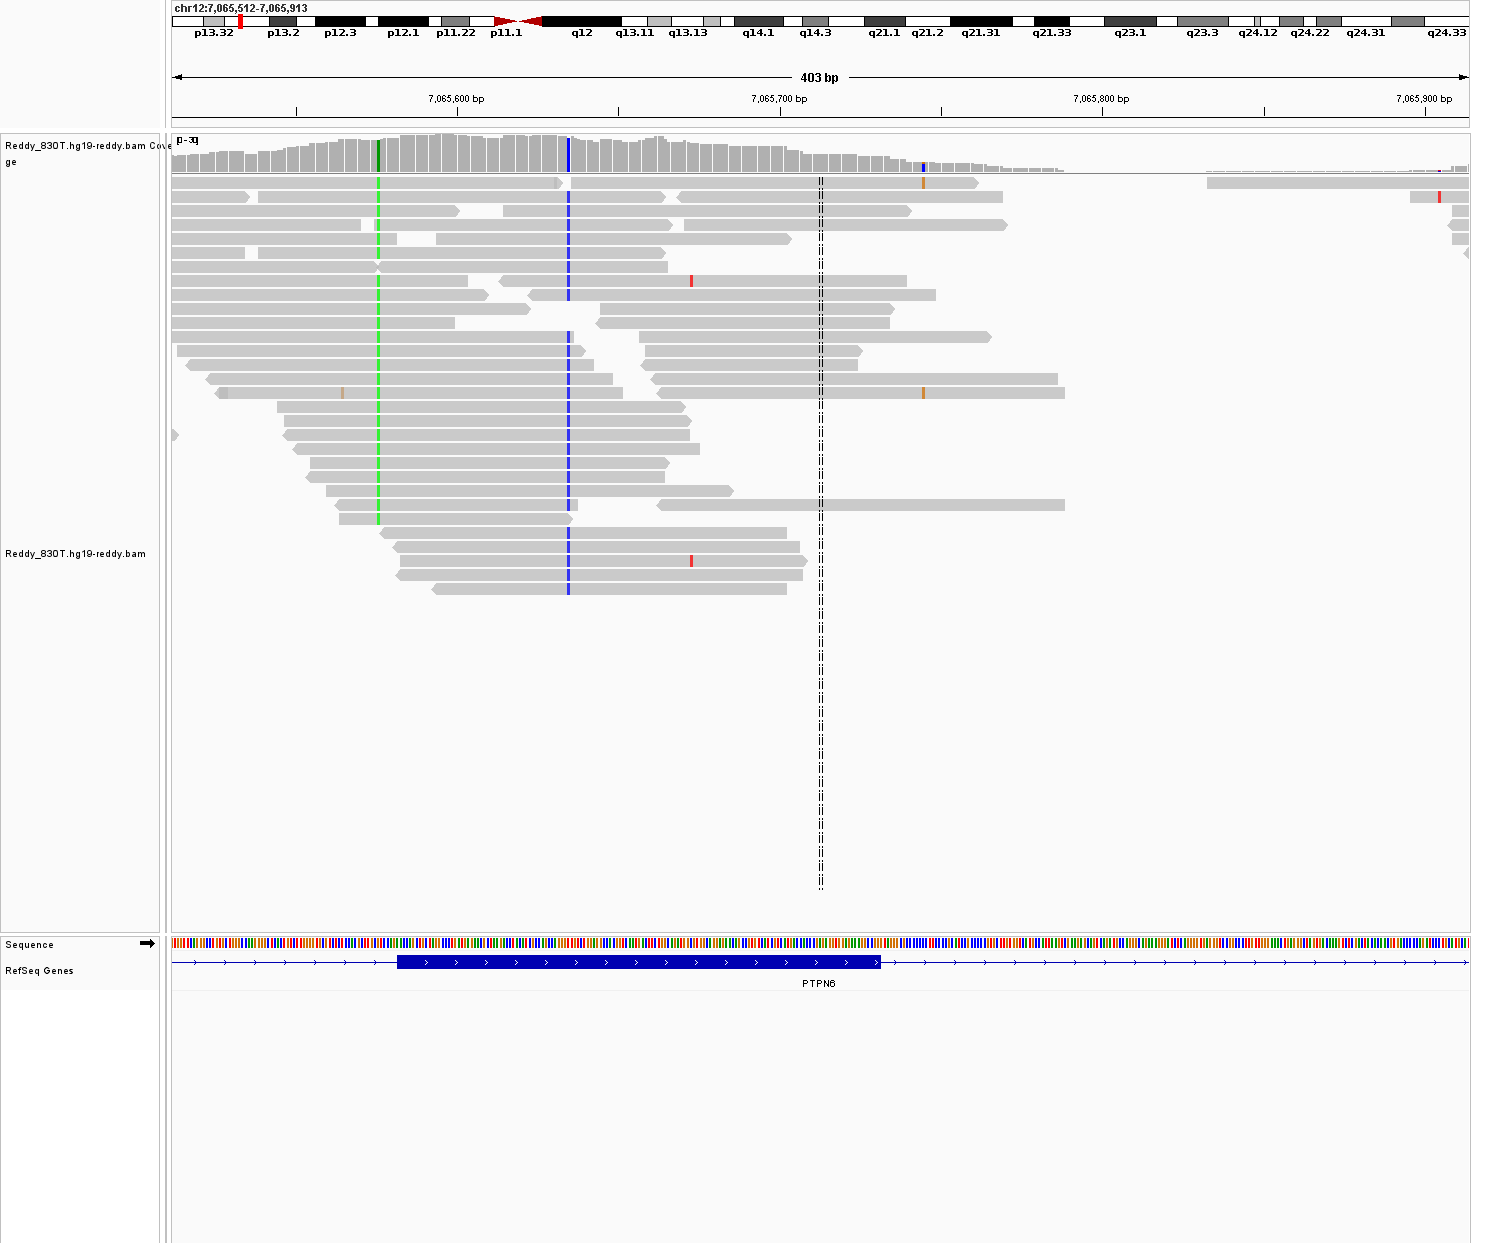 chr12:7,065,512-7,065,913
p13.32 p13.2 p12.3 p12.1 p11.22 p11.1 q12 q13.11 q13.13 q14.1 q14.3 q21.1 q21.2 q21.31 q21.33 q23.1 q23.3 q24.12 q24.22 q24.31 q24.33
403 bp
7,065,600 bp 7,065,700 bp 7,065,800 bp 7,065,900 bp
Reddy_830T.hg19-reddy.bam Cove
ge
Reddy_830T.hg19-reddy.bam
Sequence
RefSeq Genes
PTPN6